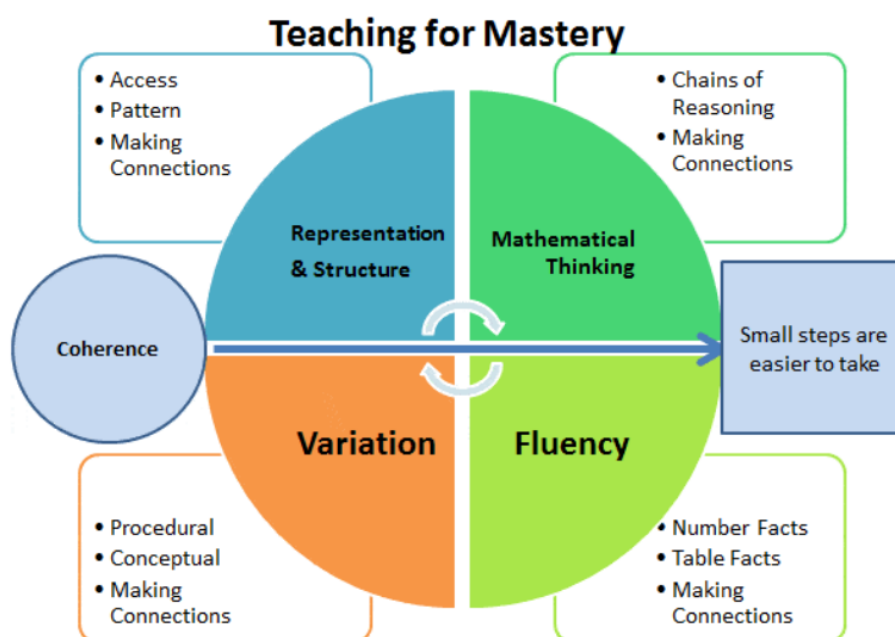 Teaching for Mastery
• Access
• Pattern
• Making
Connections
• Chains of
Reasoning
• Making
Connections
Representation
& Structure
Mathematical
Thinking
Coherence
Small steps are
easier to take
Variation
Fluency
• Procedural
• Conceptual
• Making
Connections
• Number Facts
• Table Facts
• Making
Connections